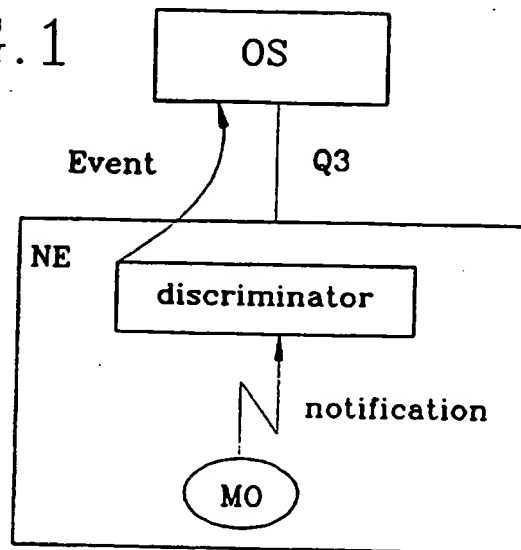 .1
OS
Event
Q3
NE
discriminator
notification
MO